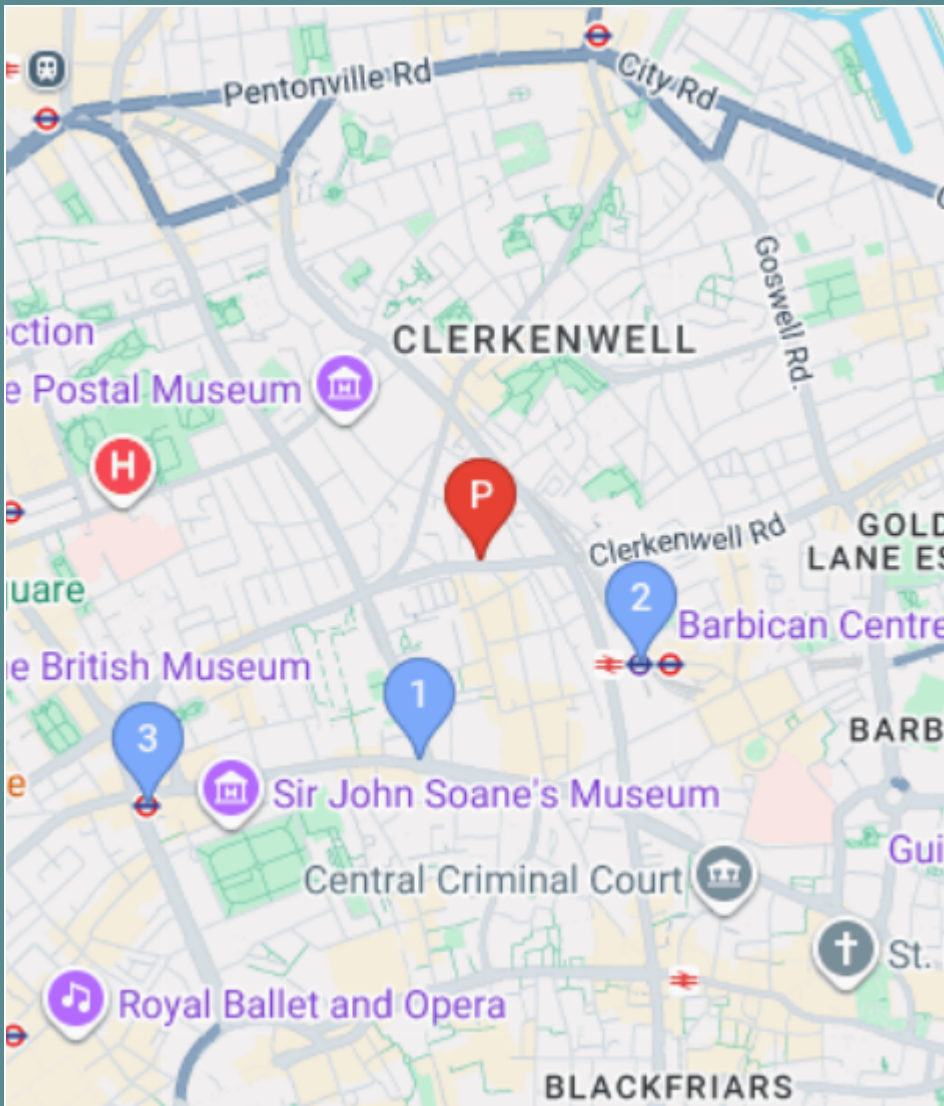 Pentonville Rd
City Rd
Goswell Rd.
ection
CLERKENWELL
e Postal Museum
H
P
Clerkenwell Rd
GOLD
LANE ES
uare
2
Barbican Centre
e British Museum
1
3
BARB
e
Sir John Soane's Museum
Central Criminal Court
Gui
St.
Royal Ballet and Opera
BLACKFRIARS